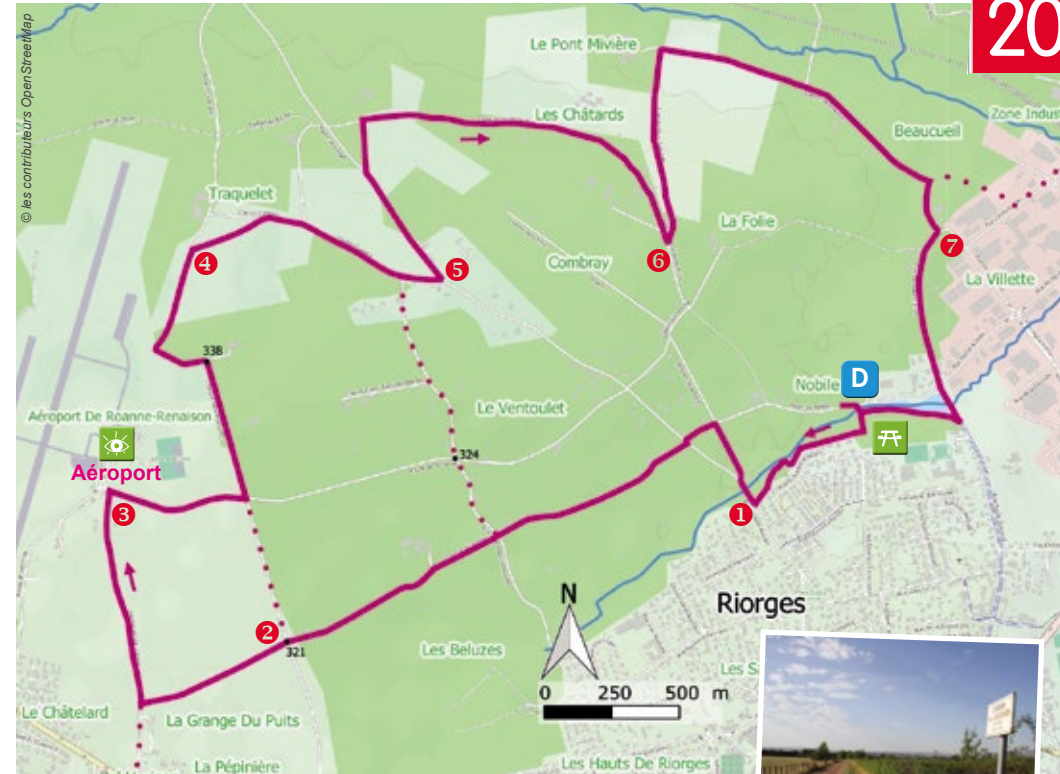 © les contributeurs OpenStreetMap
20
Le Pont Mivière
Les Châtards
Zone Indus
Beaucueil
Traquelet
La Folie
4
5
Combray
6
7
La Villette
338
Nobile
D
Aéroport De Roanne-Renaison
Le Ventoulet
Aéroport
324
3
1
N
Riorges
2
321
Les Beluzes
Les S
0 250 500 m
Le Châtelard
La Grange Du Puits
La Pépinière
Les Hauts De Riorges